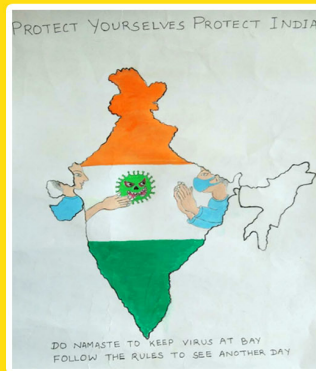 PROTECT YOURSELVES PROTECT INDIA
DO NAMASTE TO KEEP VIRUS AT BAY
FOLLOW THE RULES TO SEE ANOTHER DAY